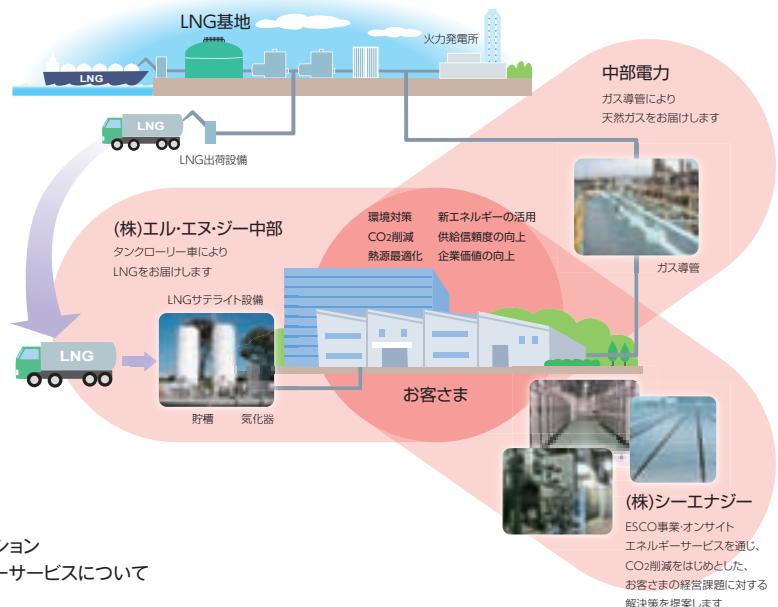 LNG基地
火力発電所
LNG
LNG
LNG出荷設備
中部電力
ガス導管により
天然ガスをお届けします
ガス導管
(株)エル・エヌ・ジー中部
タンクローリー車により
LNGをお届けします
環境対策 新エネルギーの活用
CO2削減 供給信頼度の向上
熱源最適化 企業価値の向上
LNGサテライト設備
LNG
貯槽 気化器
お客さま
(株)シーエナジー
ESCO事業・オンサイト
エネルギーサービスを通じ、
CO2削減をはじめとした、
お客さまの経営課題に対する
解決策を提案します
ション
ーサービスについて